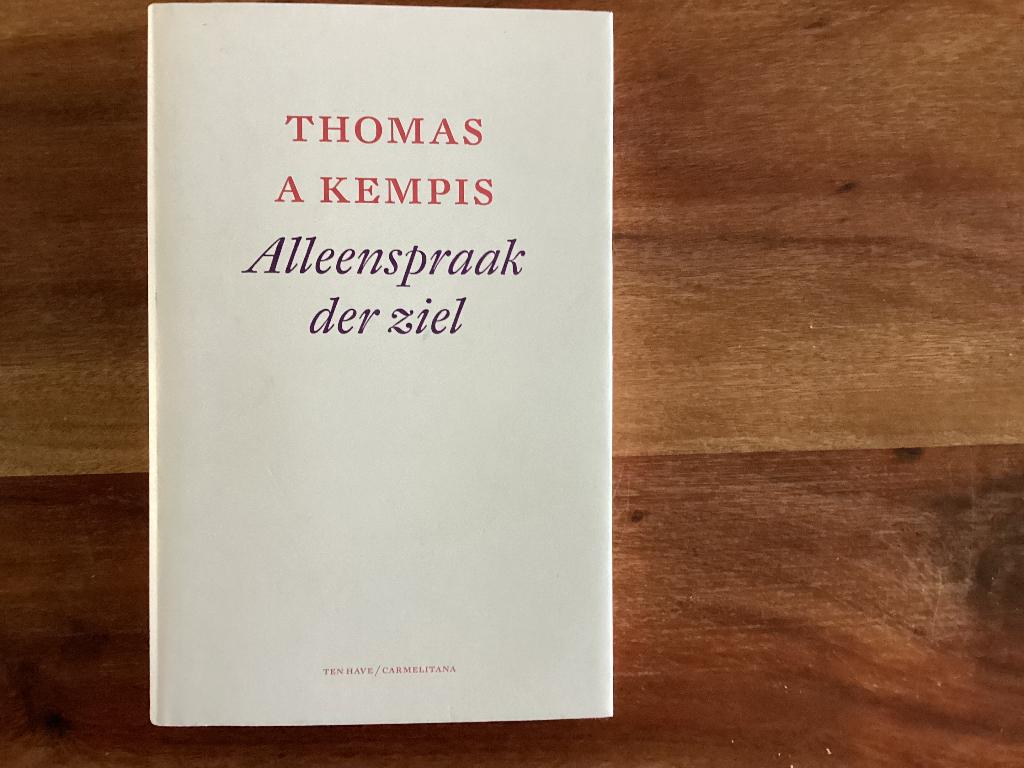 THOMAS
A KEMPIS
Alleenspraak
der ziel
TEN HAVE/CARMELITANA